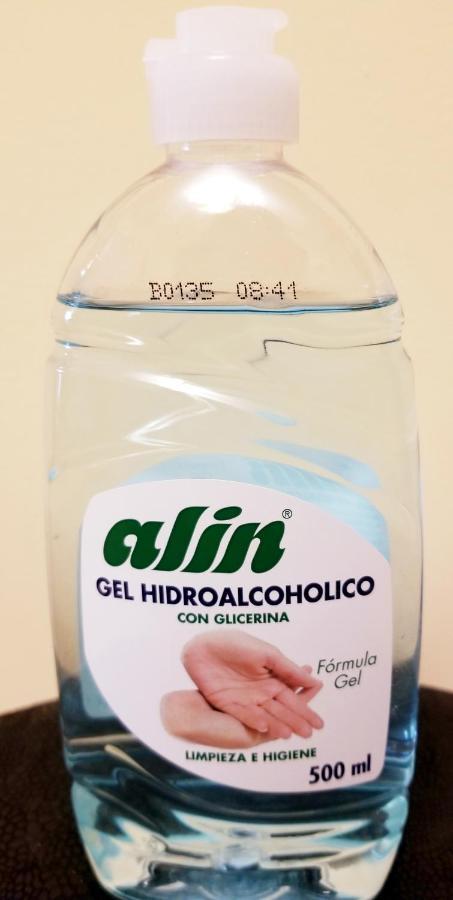 B0135 08:41
alin®
GEL HIDROALCOHOLICO
CON GLICERINA
Fórmula
Gel
LIMPIEZA E HIGIENE
500 ml